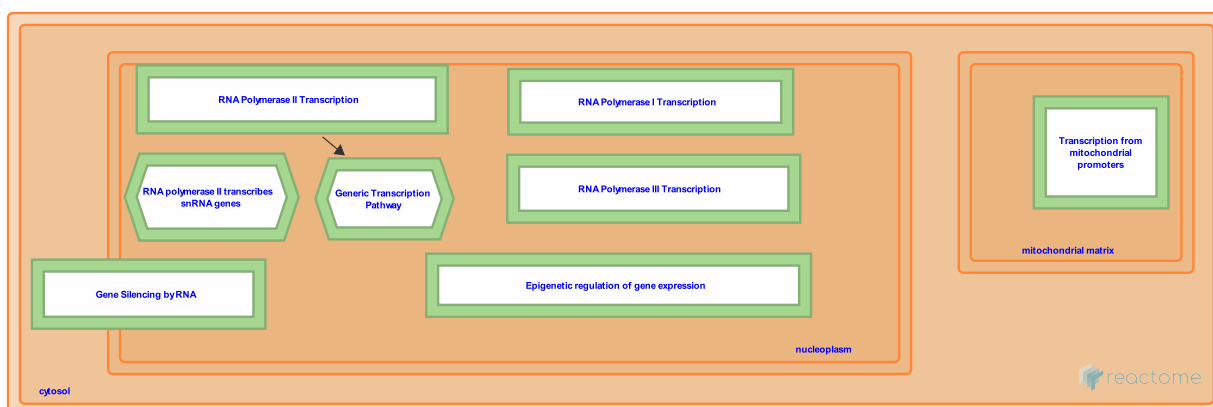 RNA Polymerase II Transcription
RNA Polymerase I Transcription
Transcription from
mitochondrial
promoters
RNA polymerase II transcribes
snRNA genes
Generic Transcription
Pathway
RNA Polymerase III Transcription
mitochondrial matrix
Gene Silencing by RNA
Epigenetic regulation of gene expression
nucleoplasm
cytosol
reactome